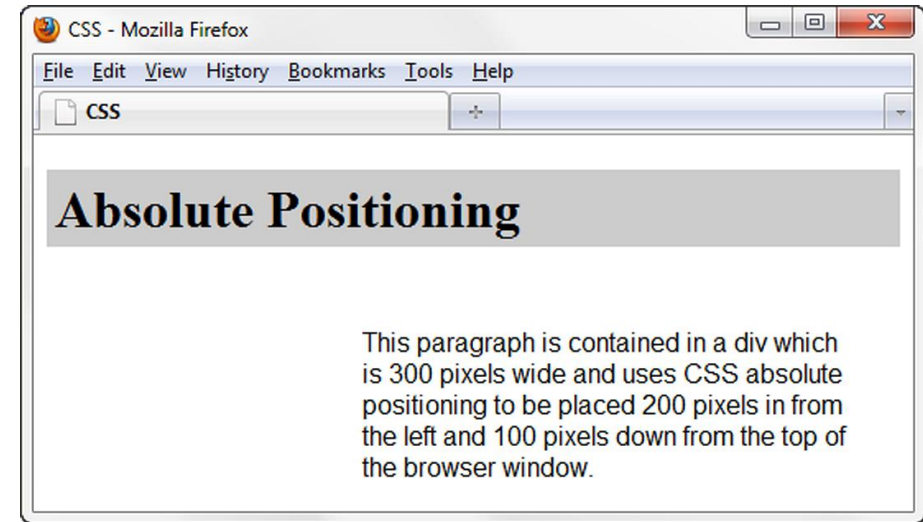 CSS - Mozilla Firefox
File Edit View History Bookmarks Tools Help
CSS
Absolute Positioning
This paragraph is contained in a div which
is 300 pixels wide and uses CSS absolute
positioning to be placed 200 pixels in from
the left and 100 pixels down from the top of
the browser window.